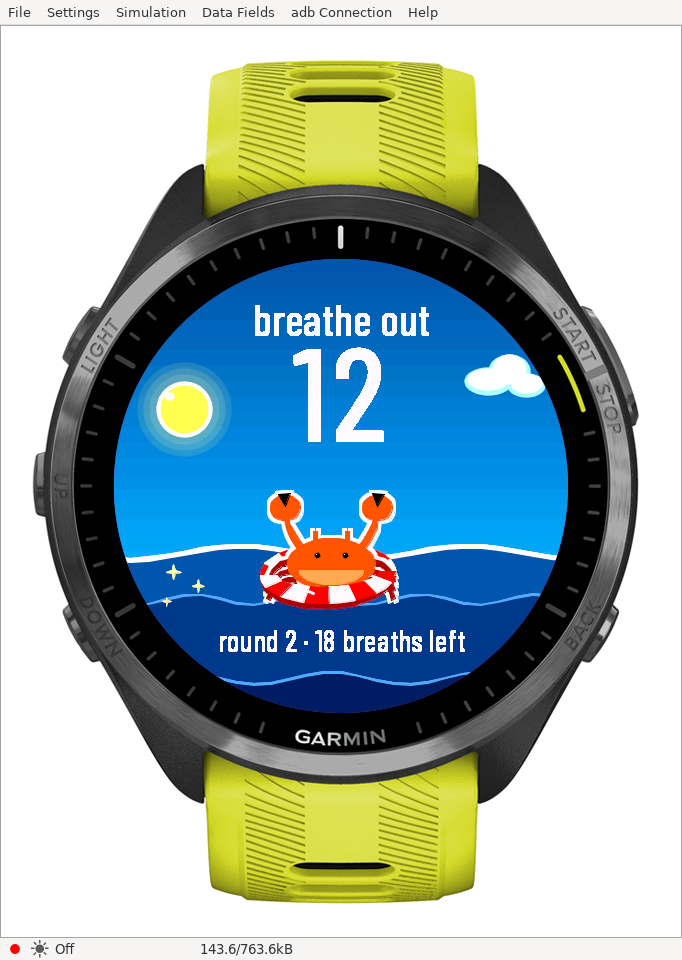 File Settings Simulation Data Fields adb Connection Help
START
STOP
LIGHT
UP
DOWN
BACK
breathe out
12
round 2 · 18 breaths left
GARMIN
Off 143.6/763.6kB